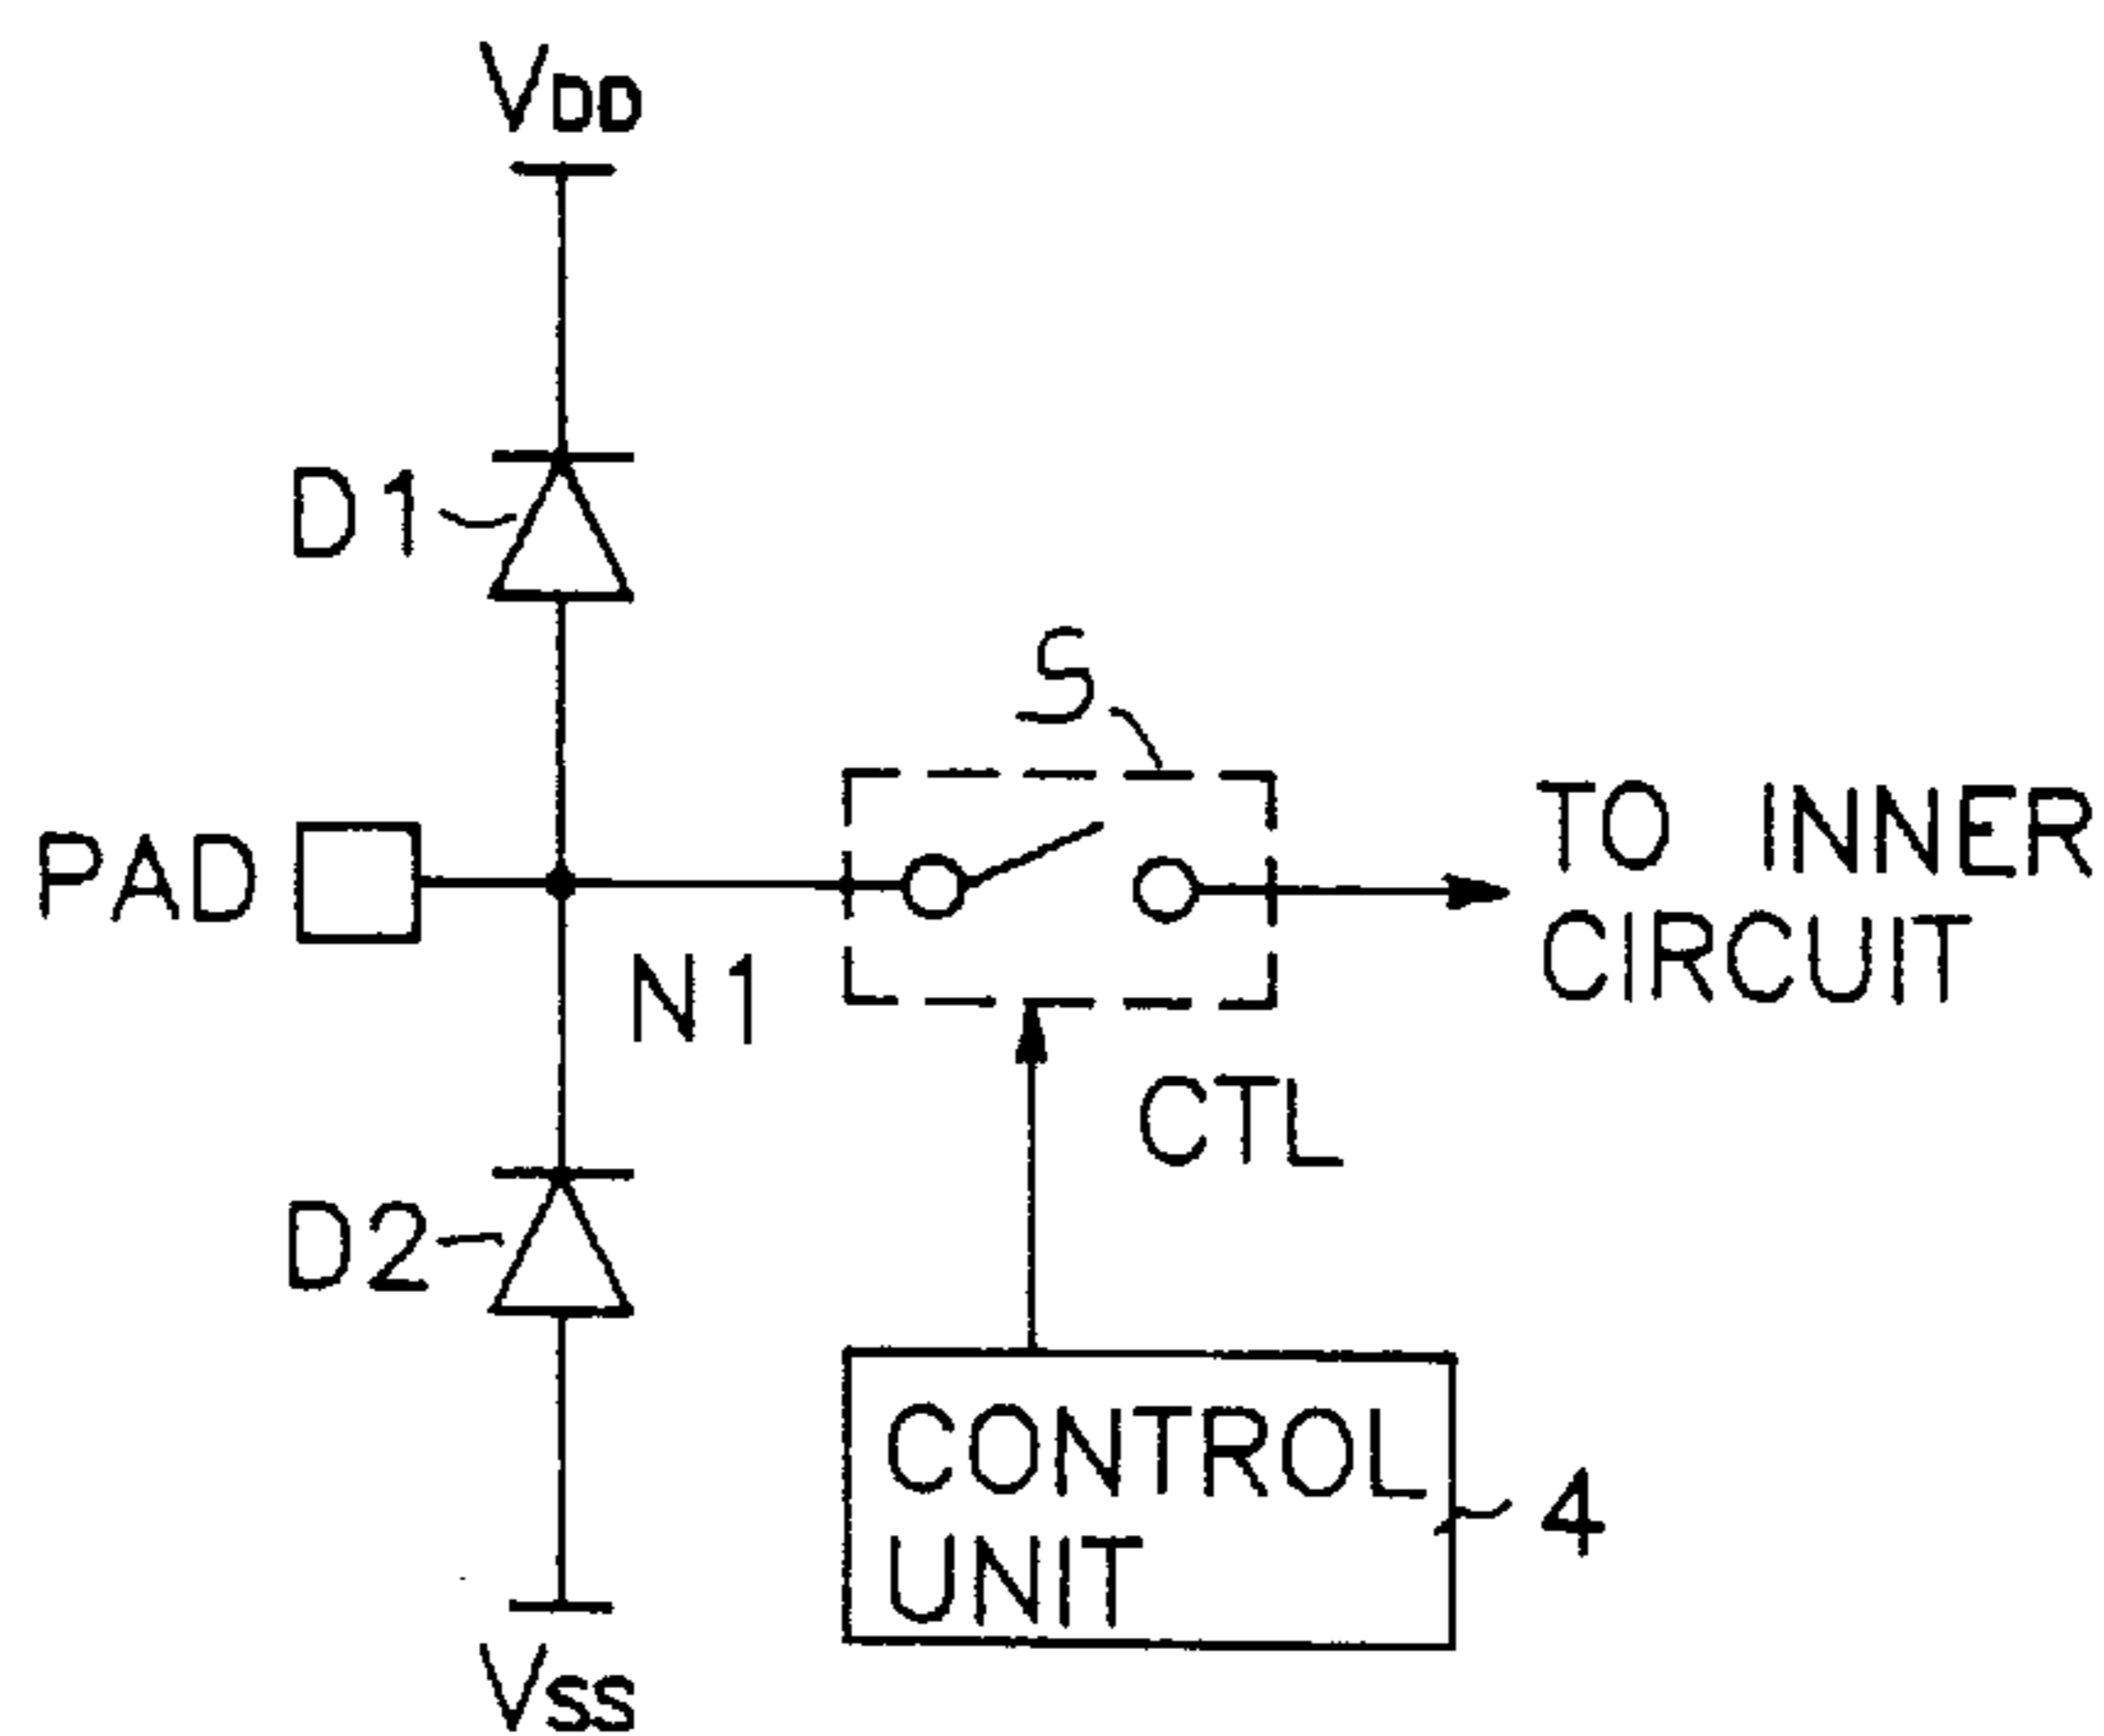 VDD
D1
S
PAD
TO INNER
CIRCUIT
N1
CTL
D2
CONTROL
UNIT
4
VSS